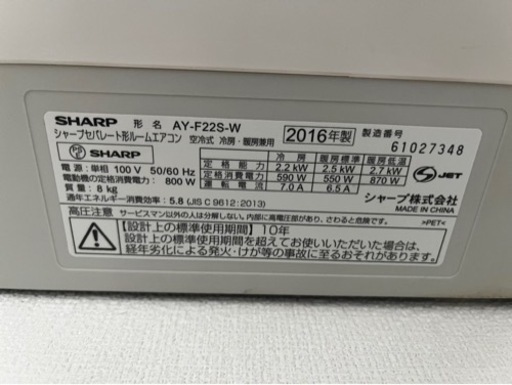 SHARP 形名 AY-F22S-W 2016年製 製造番号
シャープセパレート形ルームエアコン 空冷式 冷房・暖房兼用 61027348
PS E SHARP 冷房 暖房標準 暖房低温
定格能力 2.2 kW 2.5 kW 2.7 kW
電源:単相 100 V 50/60 Hz 定格消費電力 590 W 550 W 870 W JET
電動機の定格消費電力: 800 W 運転電流 7.0 A 6.5 A
質量: 8 kg シャープ株式会社
通年エネルギー消費効率: 5.8 (JIS C 9612:2013) MADE IN CHINA
高圧注意 サービスマン以外の人は分解しないで、内部に高電圧部があり、さわると危険です。 >PET<
【設計上の標準使用期間】10年
設計上の標準使用期間を超えてお使いいただいた場合は、
経年劣化による発火・けが等の事故に至るおそれがあります。